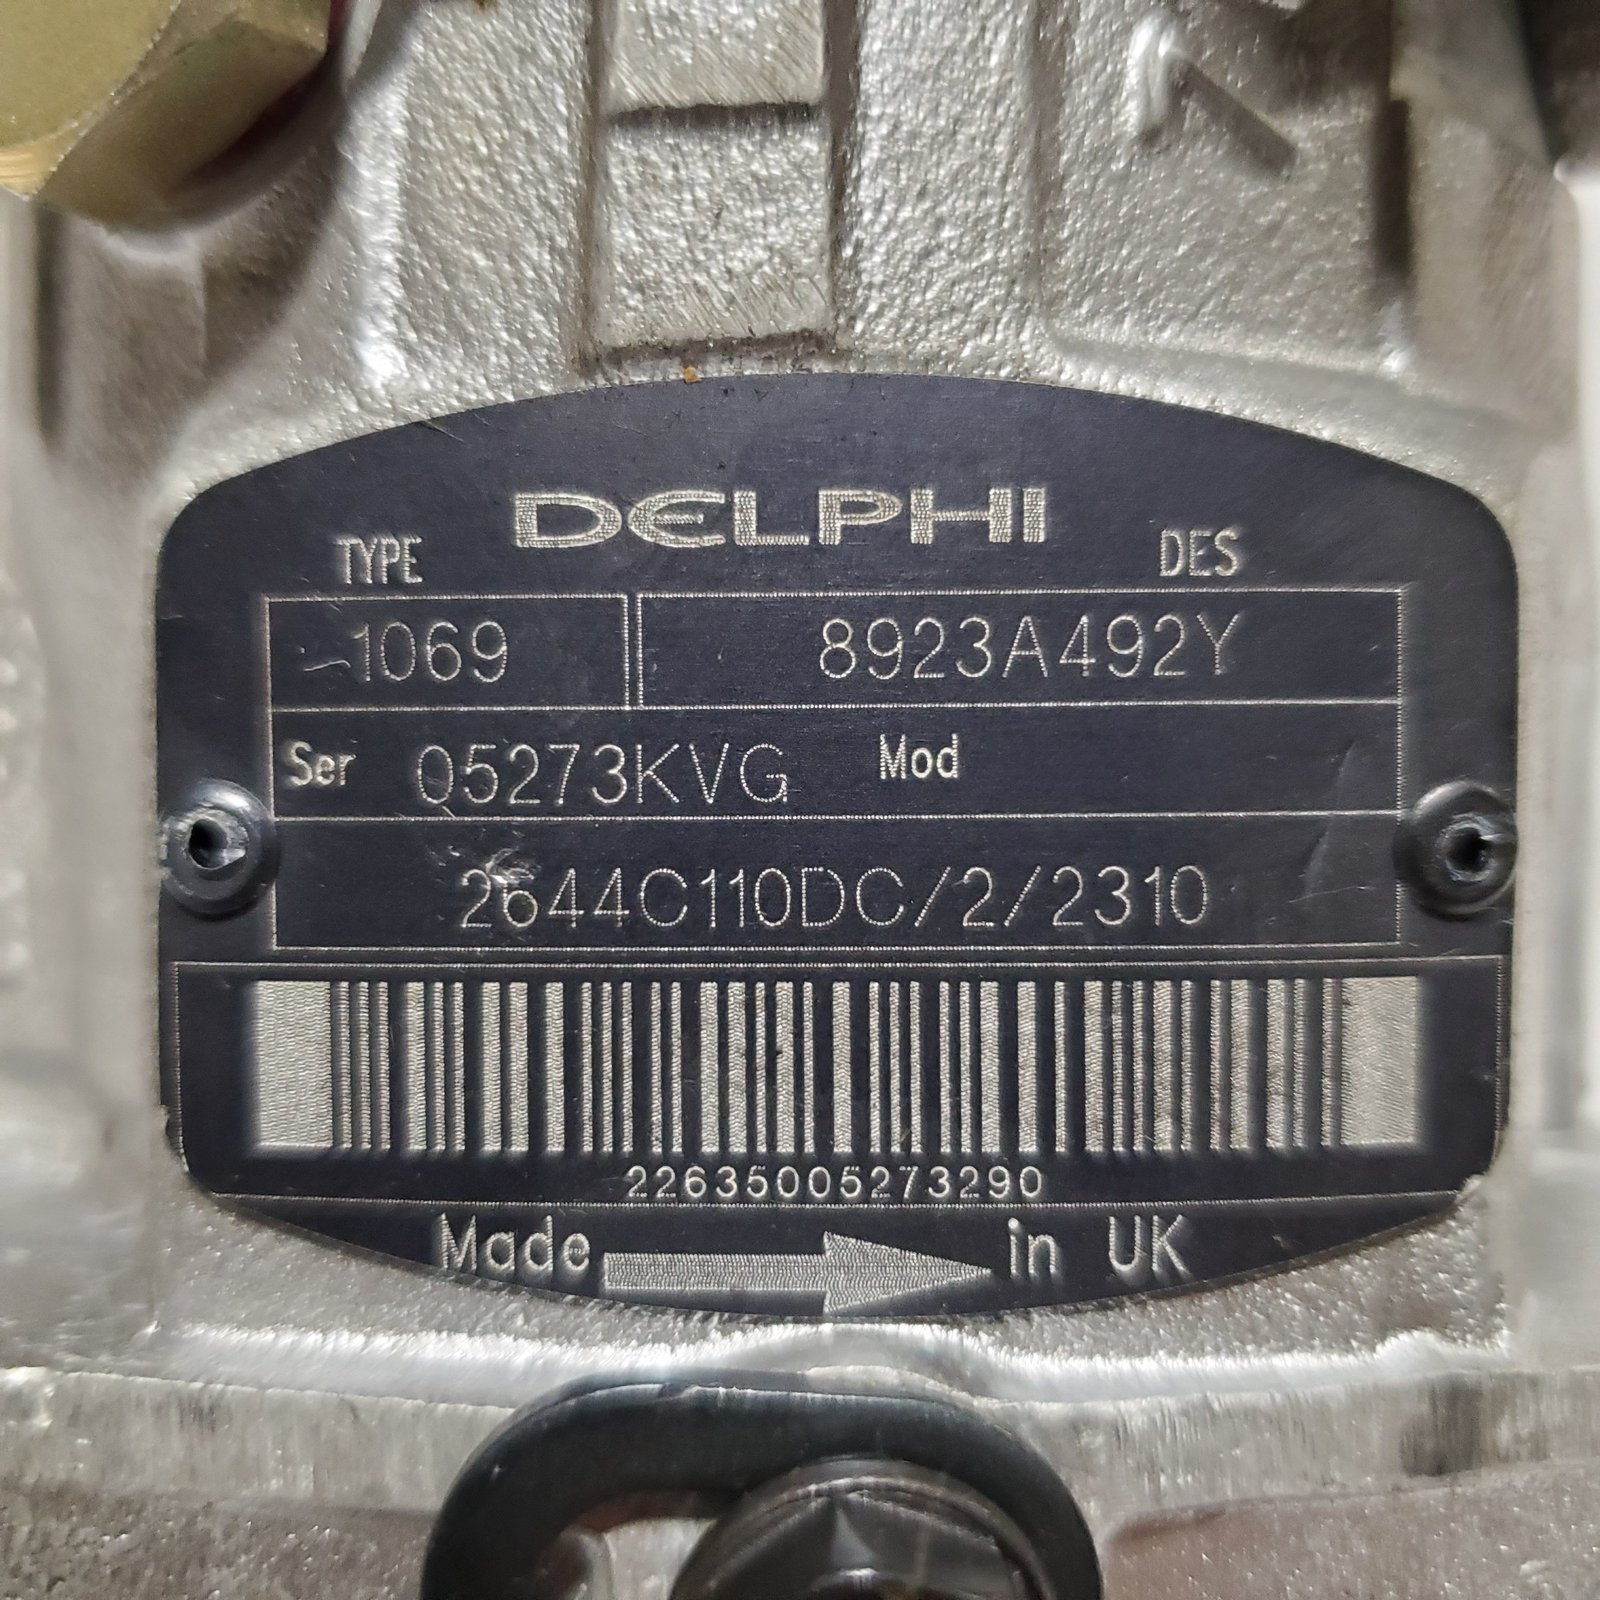 DELPHI
TYPE DES
1069 8923A492Y
Ser 05273KVG Mod
2644C110DC/2/2310
22635005273290
Made in UK